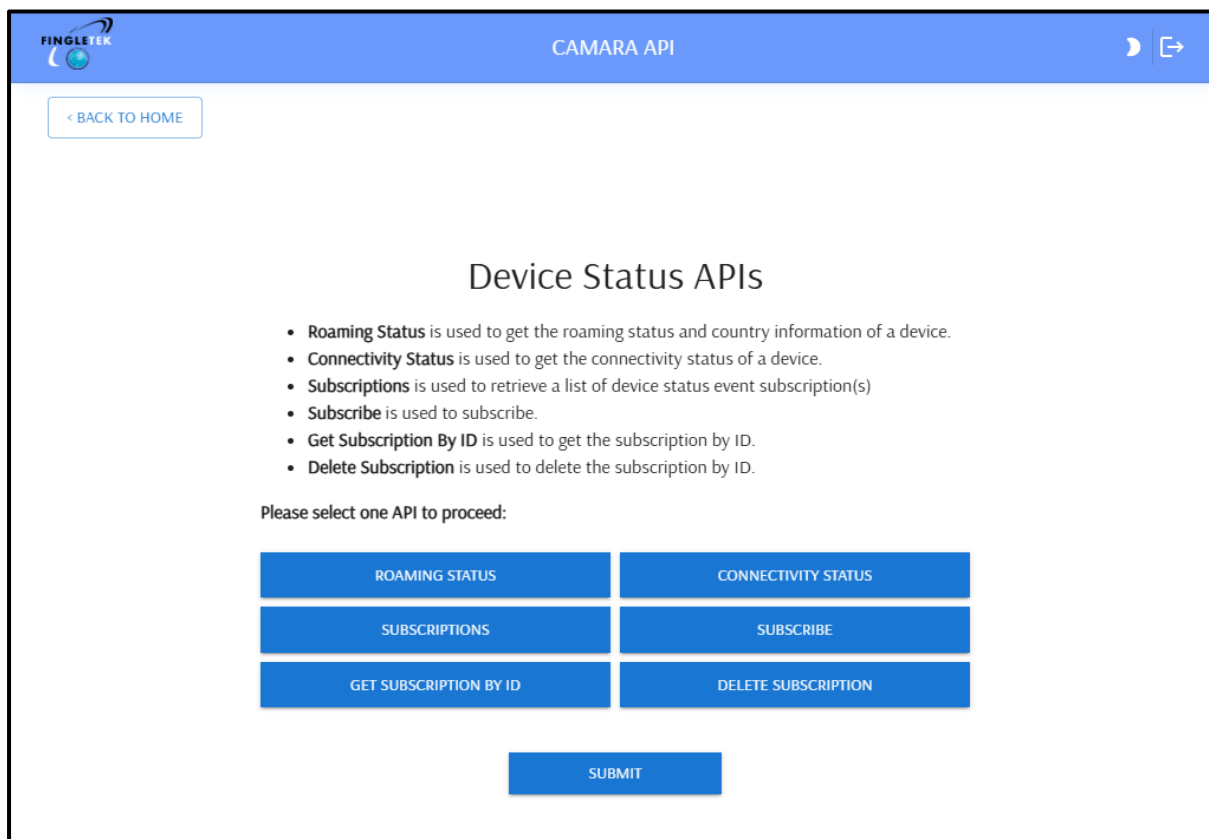 FINGLETEK
CAMARA API
< BACK TO HOME
Device Status APIs
• Roaming Status is used to get the roaming status and country information of a device.
• Connectivity Status is used to get the connectivity status of a device.
• Subscriptions is used to retrieve a list of device status event subscription(s)
• Subscribe is used to subscribe.
• Get Subscription By ID is used to get the subscription by ID.
• Delete Subscription is used to delete the subscription by ID.
Please select one API to proceed:
ROAMING STATUS
CONNECTIVITY STATUS
SUBSCRIPTIONS
SUBSCRIBE
GET SUBSCRIPTION BY ID
DELETE SUBSCRIPTION
SUBMIT